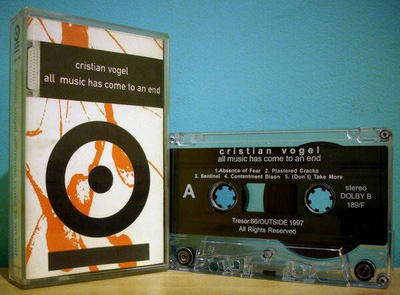 cristian vogel
all music has come to an end
cristian vogel
all music has come to an end
1.Absence of Fear 2. Plastered Cracks
3. Sentinel 4. Contentment Bison 5. (Don't) Take More
A
stereo
DOLBY B
189/F
Tresor.66/OUTSIDE 1997
All Rights Reserved